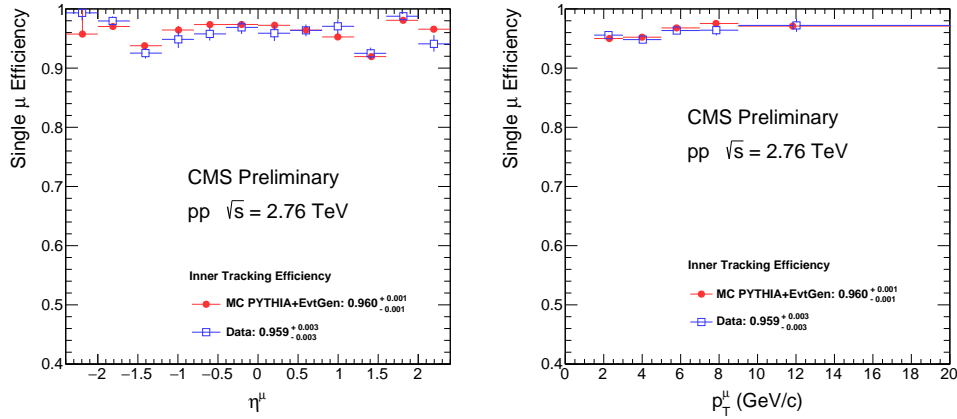 Single μ Efficiency
1
0.9
0.8
0.7
0.6
0.5
0.4
CMS Preliminary
pp √s = 2.76 TeV
Inner Tracking Efficiency
MC PYTHIA+EvtGen: 0.960 + 0.001 - 0.001
Data: 0.959 + 0.003 - 0.003
−2 −1.5 −1 −0.5 0 0.5 1 1.5 2
η^μ
Single μ Efficiency
1
0.9
0.8
0.7
0.6
0.5
0.4
CMS Preliminary
pp √s = 2.76 TeV
Inner Tracking Efficiency
MC PYTHIA+EvtGen: 0.960 + 0.001 - 0.001
Data: 0.959 + 0.003 - 0.003
0 2 4 6 8 10 12 14 16 18 20
p_T^μ (GeV/c)